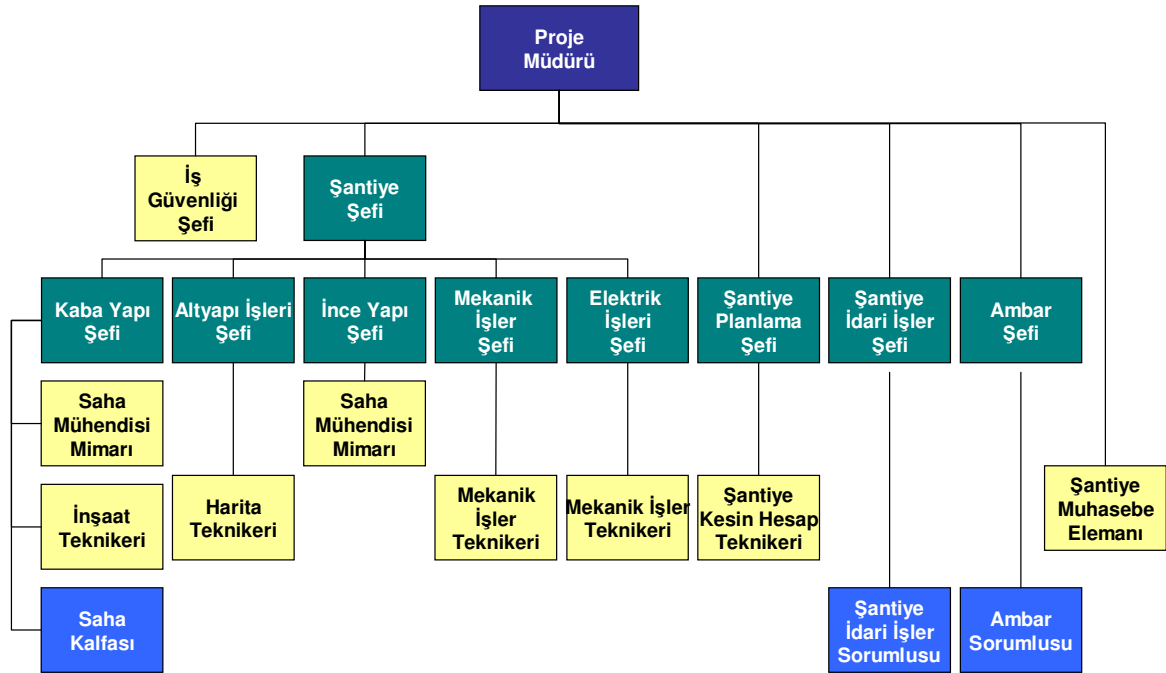 Proje
Müdürü
İş
Güvenliği
Şefi
Şantiye
Şefi
Kaba Yapı
Şefi
Altyapı İşleri
Şefi
İnce Yapı
Şefi
Mekanik
İşler
Şefi
Elektrik
İşleri
Şefi
Şantiye
Planlama
Şefi
Şantiye
İdari İşler
Şefi
Ambar
Şefi
Saha
Mühendisi
Mimarı
Saha
Mühendisi
Mimarı
İnşaat
Teknikeri
Harita
Teknikeri
Mekanik
İşler
Teknikeri
Mekanik İşler
Teknikeri
Şantiye
Kesin Hesap
Teknikeri
Şantiye
Muhasebe
Elemanı
Saha
Kalfası
Şantiye
İdari İşler
Sorumlusu
Ambar
Sorumlusu